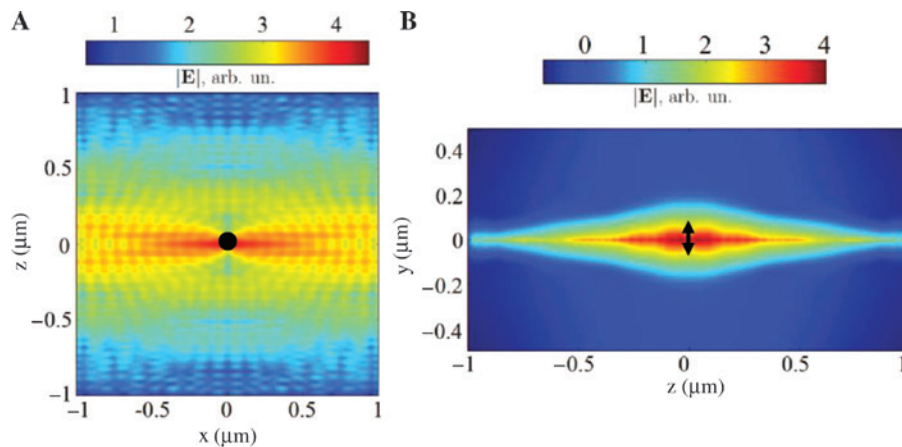 A
1 2 3 4
|E|, arb. un.
1
0.5
0
−0.5
−1
z (μm)
−1 -0.5 0 0.5 1
x (μm)
B
0 1 2 3 4
|E|, arb. un.
0.4
0.2
0
−0.2
−0.4
y (μm)
−1 −0.5 0 0.5 1
z (μm)